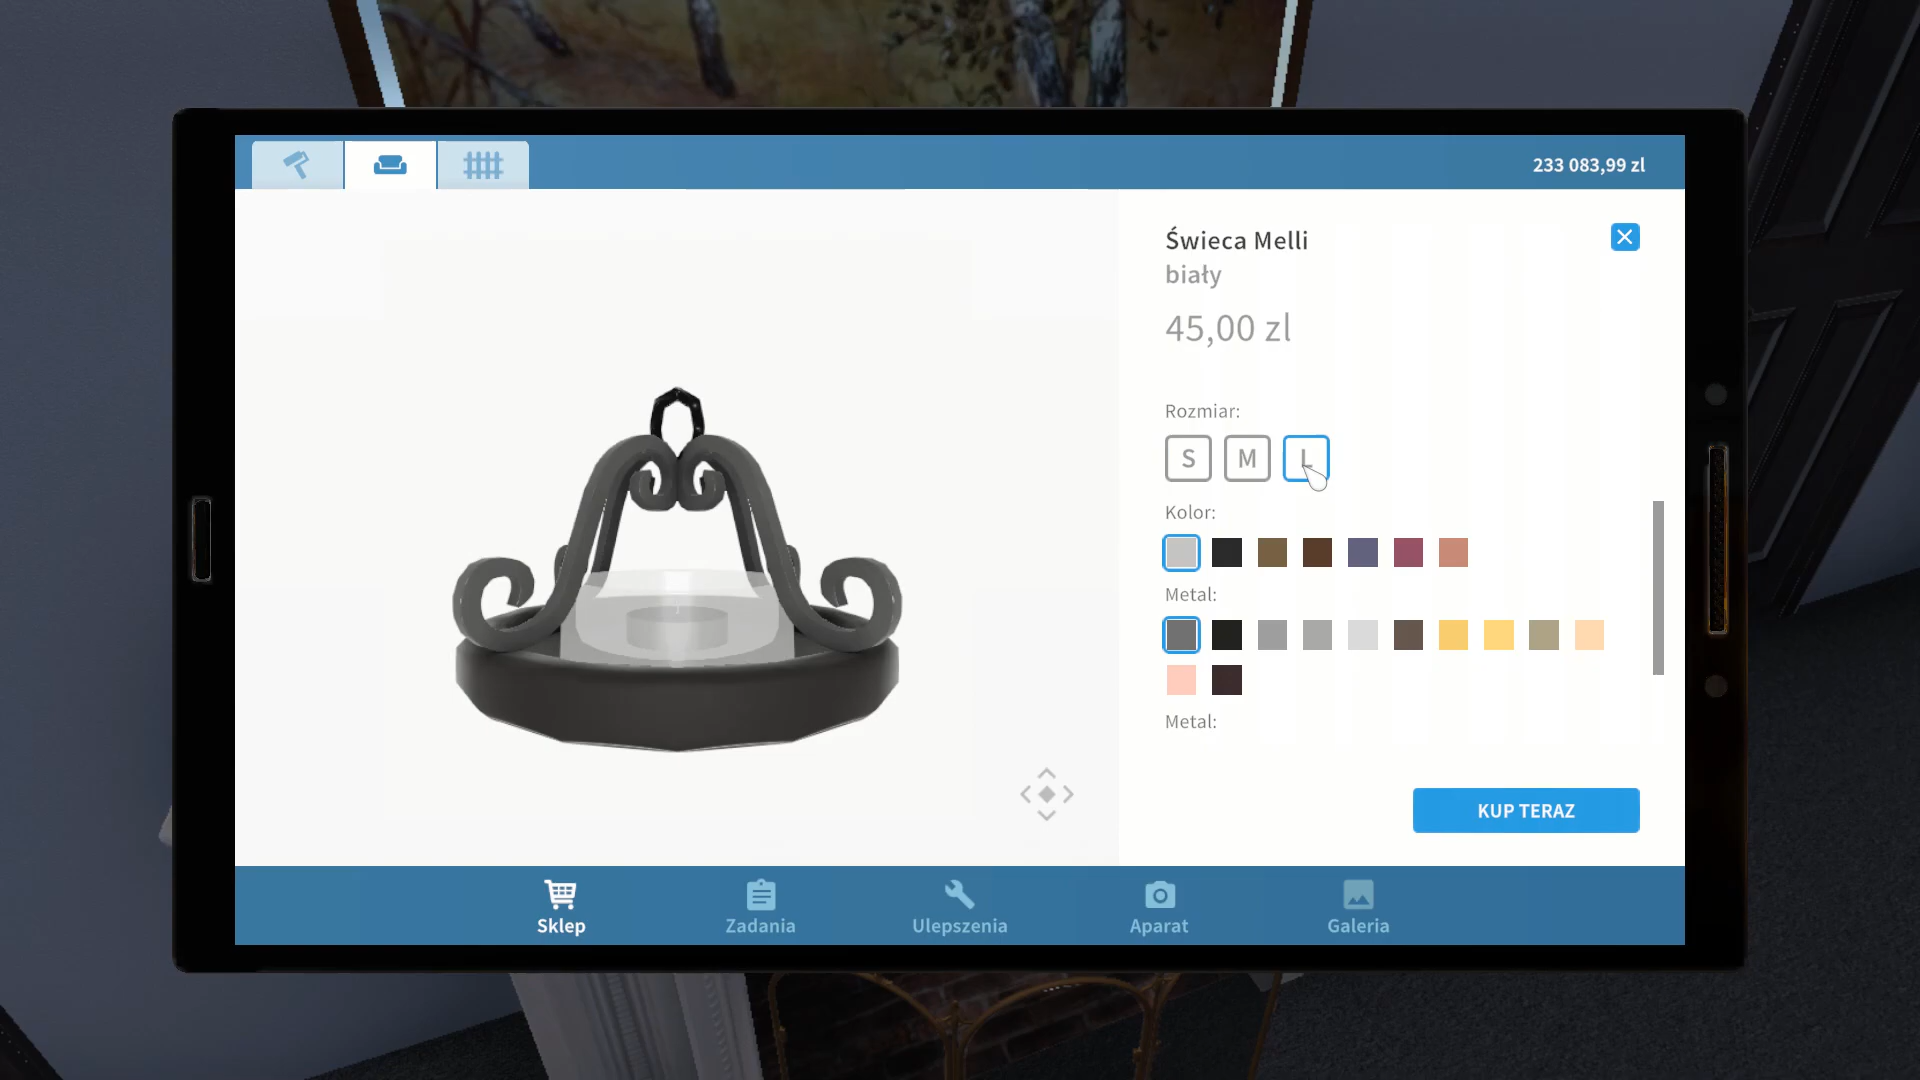 233 083,99 zl
Świeca Melli
biały
45,00 zl
Rozmiar:
S M L
Kolor:
Metal:
Metal:
KUP TERAZ
Sklep Zadania Ulepszenia Aparat Galeria